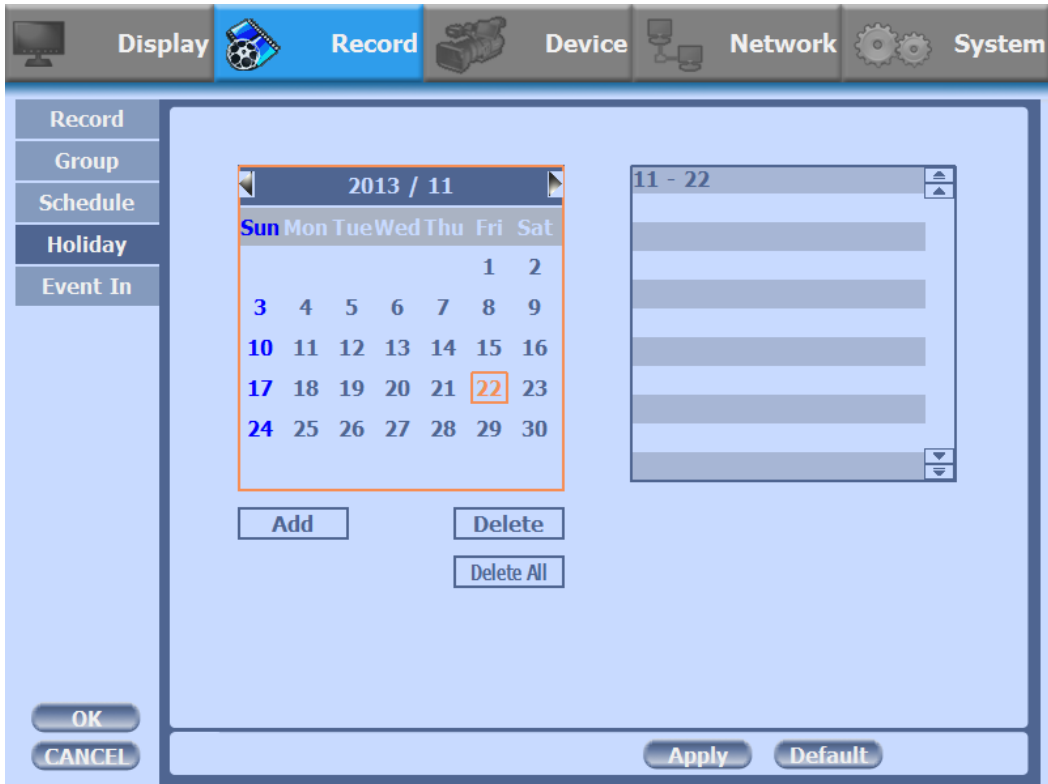 Display Record Device Network System
Record
Group
Schedule
Holiday
Event In
2013 / 11
Sun Mon Tue Wed Thu Fri Sat
1 2
3 4 5 6 7 8 9
10 11 12 13 14 15 16
17 18 19 20 21 22 23
24 25 26 27 28 29 30
Add Delete
Delete All
11 - 22
OK
CANCEL
Apply Default